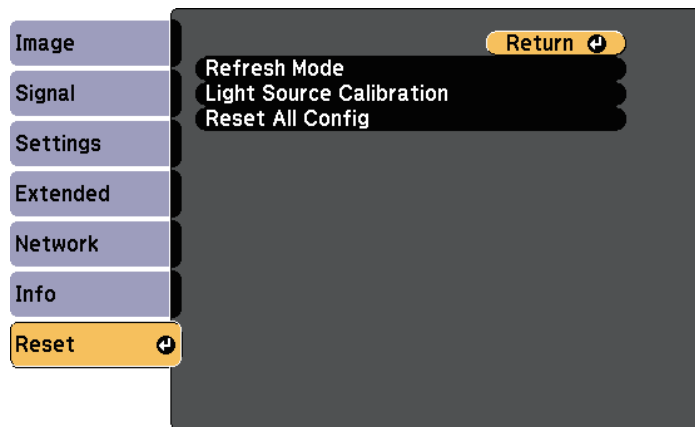 Image
Signal
Settings
Extended
Network
Info
Reset
Return
Refresh Mode
Light Source Calibration
Reset All Config